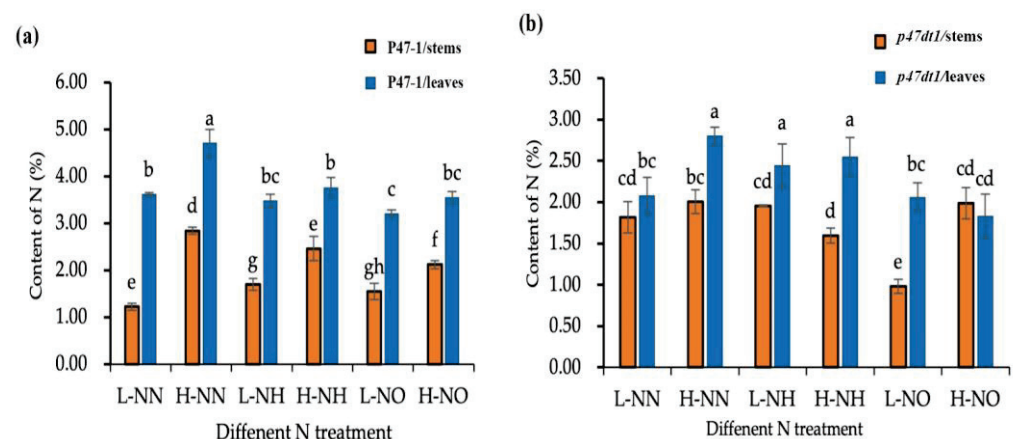 (a)
P47-1/stems
P47-1/leaves
Content of N (%)
6.00
5.00
4.00
3.00
2.00
1.00
0.00
e b d a g bc e b gh c f bc
L-NN H-NN L-NH H-NH L-NO H-NO
Diffenent N treatment
(b)
p47dt1/stems
p47dt1/leaves
Content of N (%)
3.50
3.00
2.50
2.00
1.50
1.00
0.50
0.00
cd bc bc a cd a d a e bc cd cd
L-NN H-NN L-NH H-NH L-NO H-NO
Diffenent N treatment